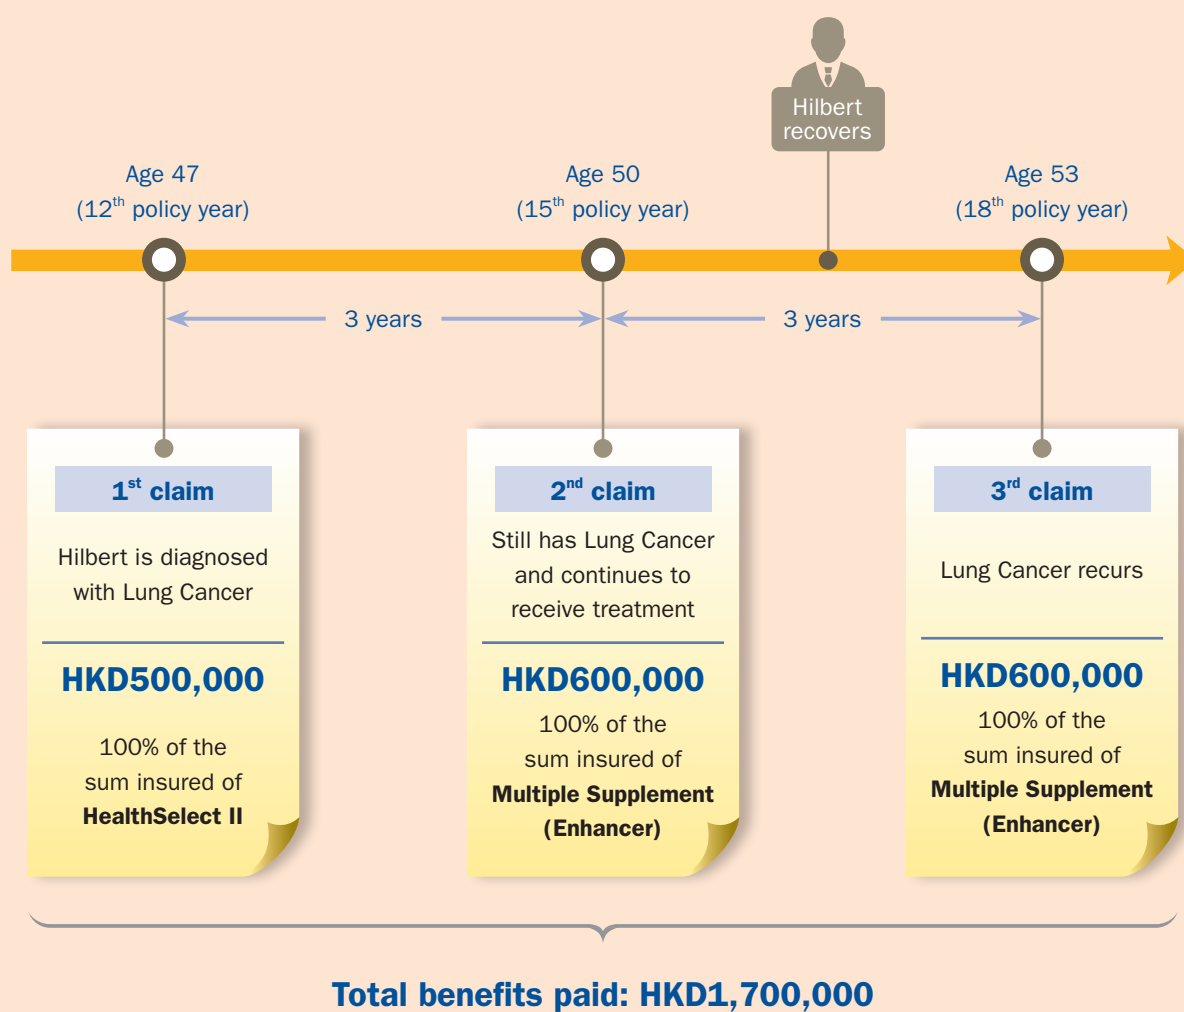 Hilbert
recovers
Age 47
(12th policy year)
Age 50
(15th policy year)
Age 53
(18th policy year)
3 years
3 years
1st claim
Hilbert is diagnosed
with Lung Cancer
HKD500,000
100% of the
sum insured of
HealthSelect II
2nd claim
Still has Lung Cancer
and continues to
receive treatment
HKD600,000
100% of the
sum insured of
Multiple Supplement
(Enhancer)
3rd claim
Lung Cancer recurs
HKD600,000
100% of the
sum insured of
Multiple Supplement
(Enhancer)
Total benefits paid: HKD1,700,000